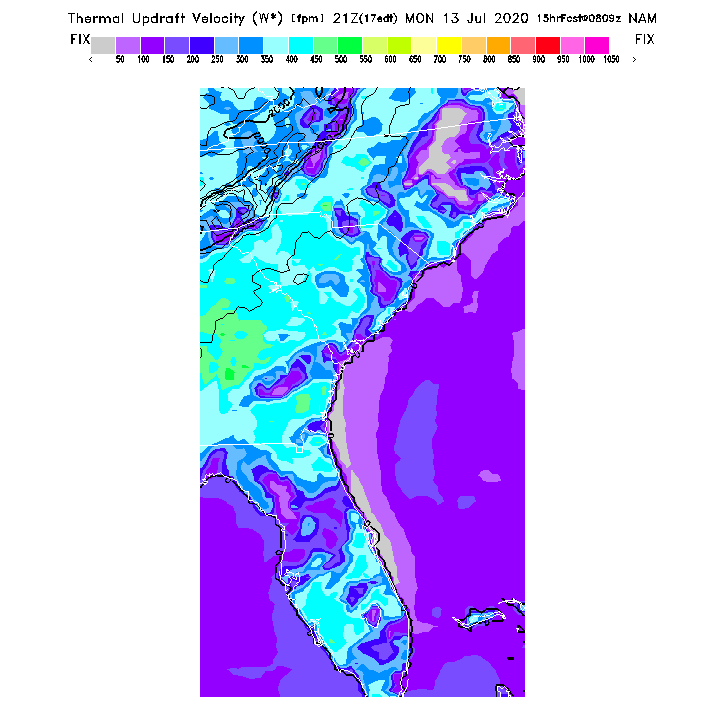 Thermal Updraft Velocity (W*) [fpm] 21Z(17edt) MON 13 Jul 2020 15hrFcst@0809z NAM
FIX FIX
< 50 100 150 200 250 300 350 400 450 500 550 600 650 700 750 800 850 900 950 1000 1050 >